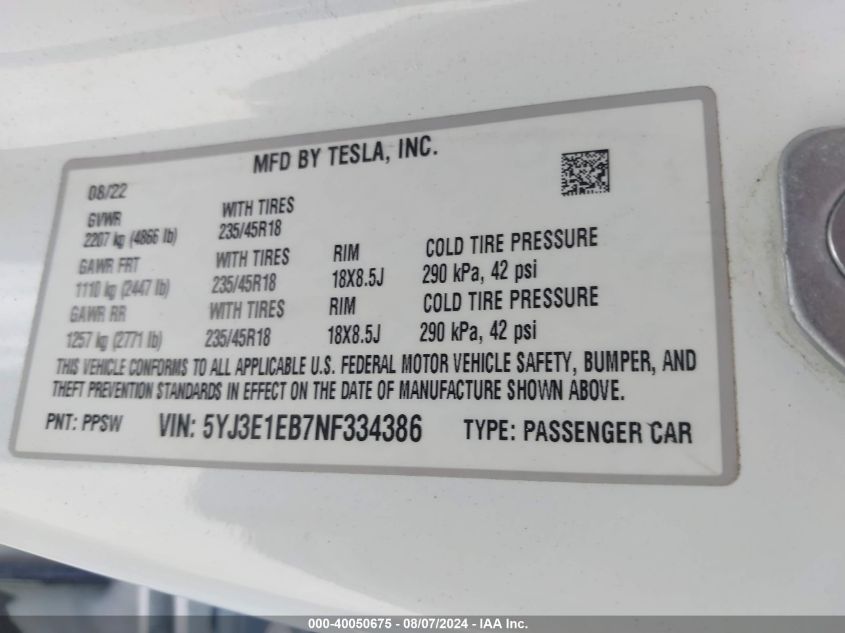 MFD BY TESLA, INC.
08/22
GVWR WITH TIRES
2207 kg (4866 lb) 235/45R18
GAWR FRT WITH TIRES RIM COLD TIRE PRESSURE
1110 kg (2447 lb) 235/45R18 18X8.5J 290 kPa, 42 psi
GAWR RR WITH TIRES RIM COLD TIRE PRESSURE
1257 kg (2771 lb) 235/45R18 18X8.5J 290 kPa, 42 psi
THIS VEHICLE CONFORMS TO ALL APPLICABLE U.S. FEDERAL MOTOR VEHICLE SAFETY, BUMPER, AND
THEFT PREVENTION STANDARDS IN EFFECT ON THE DATE OF MANUFACTURE SHOWN ABOVE.
PNT: PPSW VIN: 5YJ3E1EB7NF334386 TYPE: PASSENGER CAR
000-40050675 - 08/07/2024 - IAA Inc.